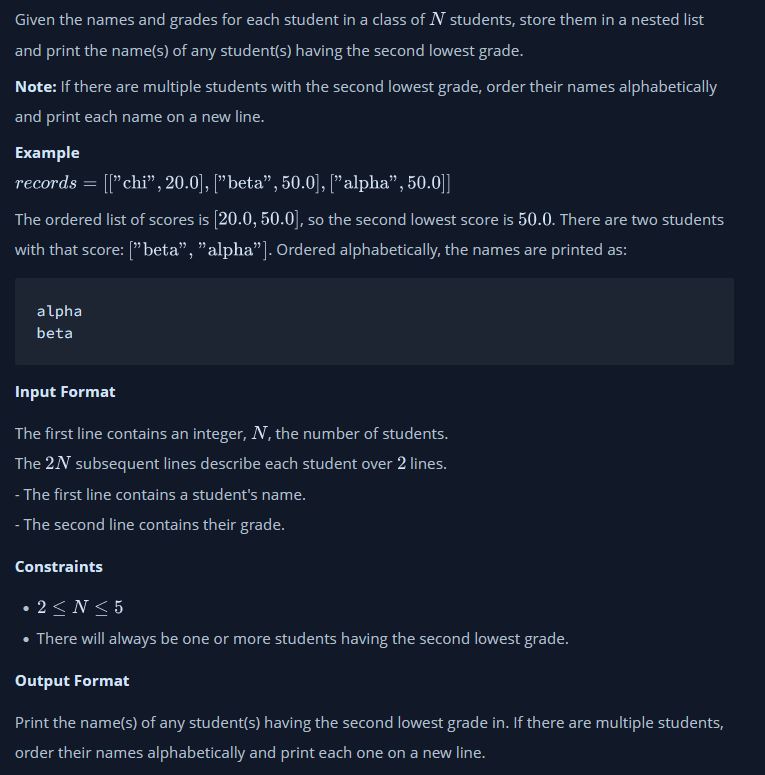 Given the names and grades for each student in a class of N students, store them in a nested list
and print the name(s) of any student(s) having the second lowest grade.
Note: If there are multiple students with the second lowest grade, order their names alphabetically
and print each name on a new line.
Example
records = [["chi", 20.0], ["beta", 50.0], ["alpha", 50.0]]
The ordered list of scores is [20.0, 50.0], so the second lowest score is 50.0. There are two students
with that score: ["beta", "alpha"]. Ordered alphabetically, the names are printed as:
alpha
beta
Input Format
The first line contains an integer, N, the number of students.
The 2N subsequent lines describe each student over 2 lines.
- The first line contains a student's name.
- The second line contains their grade.
Constraints
• 2 ≤ N ≤ 5
• There will always be one or more students having the second lowest grade.
Output Format
Print the name(s) of any student(s) having the second lowest grade in. If there are multiple students,
order their names alphabetically and print each one on a new line.